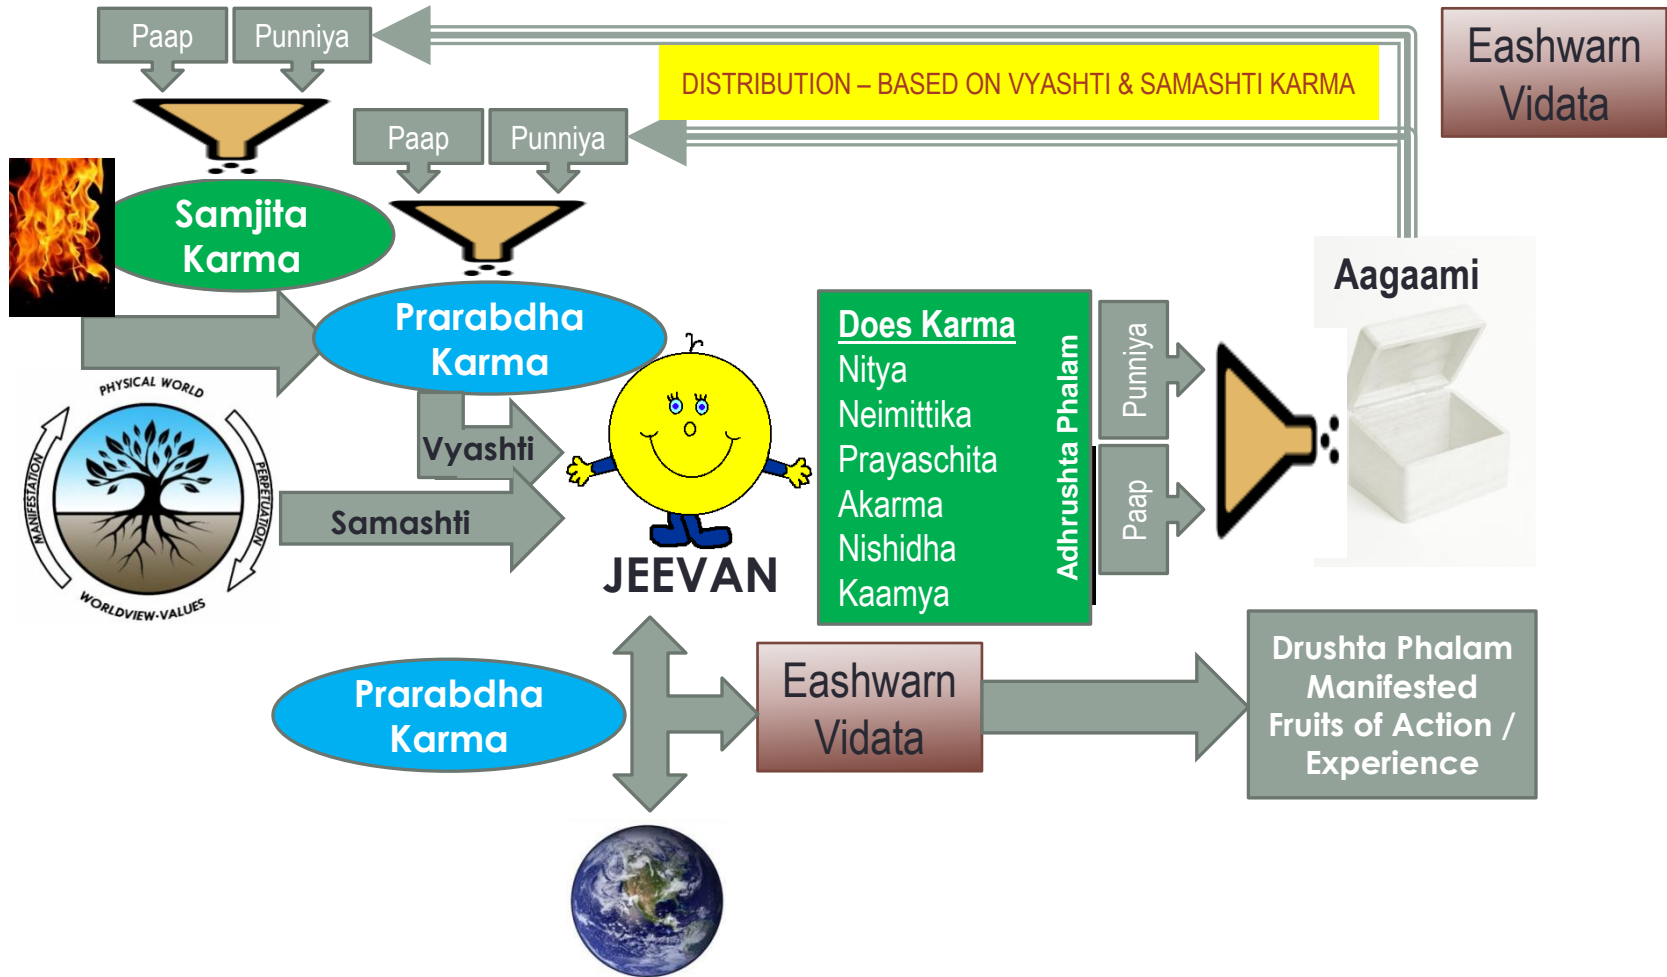 Paap
Punniya
Eashwarn
Vidata
DISTRIBUTION – BASED ON VYASHTI & SAMASHTI KARMA
Paap
Punniya
Samjita
Karma
Prarabdha
Karma
Aagaami
PHYSICAL WORLD
MANIFESTATION
PERPETUATION
WORLDVIEW-VALUES
Vyashti
Samashti
JEEVAN
Does Karma
Nitya
Neimittika
Prayaschita
Akarma
Nishidha
Kaamya
Adhrushta Phalam
Punniya
Paap
Prarabdha
Karma
Eashwarn
Vidata
Drushta Phalam
Manifested
Fruits of Action /
Experience